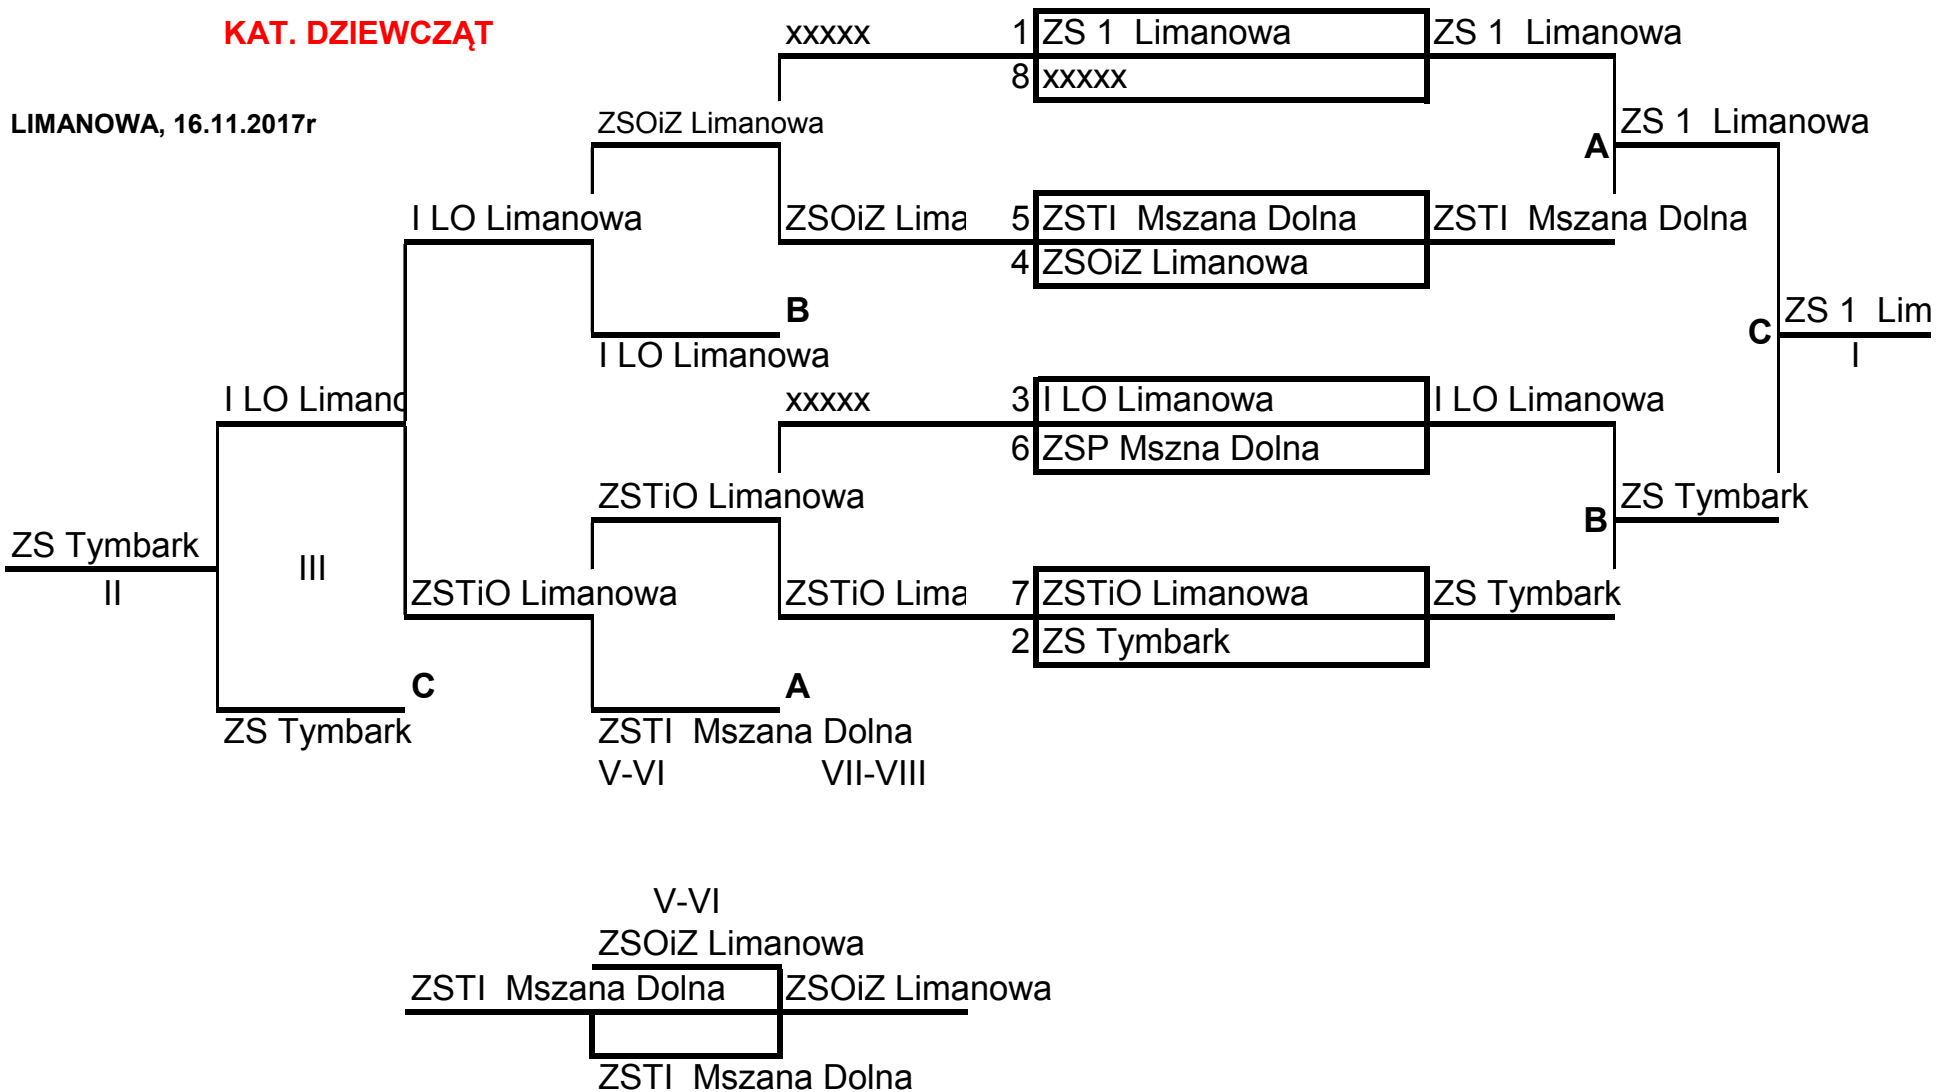 KAT. DZIEWCZĄT
xxxxx 1 ZS 1 Limanowa ZS 1 Limanowa
8 xxxxx
LIMANOWA, 16.11.2017r ZSOiZ Limanowa ZS 1 Limanowa
A
I LO Limanowa ZSOiZ Lima 5 ZSTI Mszana Dolna ZSTI Mszana Dolna
4 ZSOiZ Limanowa
B ZS 1 Lim
C
I LO Limanowa I
I LO Limano xxxxx 3 I LO Limanowa I LO Limanowa
6 ZSP Mszna Dolna
ZSTiO Limanowa ZS Tymbark
B
ZS Tymbark III
II ZSTiO Limanowa ZSTiO Lima 7 ZSTiO Limanowa ZS Tymbark
2 ZS Tymbark
C A
ZS Tymbark ZSTI Mszana Dolna
V-VI VII-VIII
V-VI
ZSOiZ Limanowa
ZSTI Mszana Dolna ZSOiZ Limanowa
ZSTI Mszana Dolna